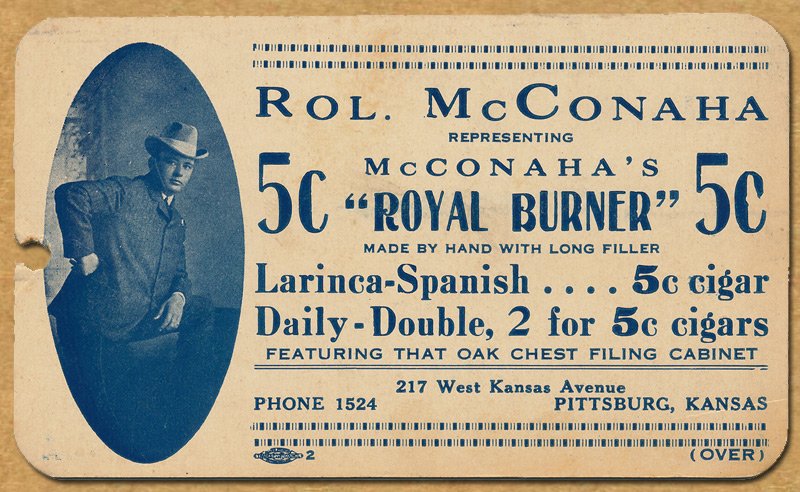 ROL. McCONAHA
REPRESENTING
McCONAHA'S
5c "ROYAL BURNER" 5c
MADE BY HAND WITH LONG FILLER
Larinca-Spanish .... 5c cigar
Daily-Double, 2 for 5c cigars
FEATURING THAT OAK CHEST FILING CABINET
217 West Kansas Avenue
PHONE 1524 PITTSBURG, KANSAS
2 (OVER)